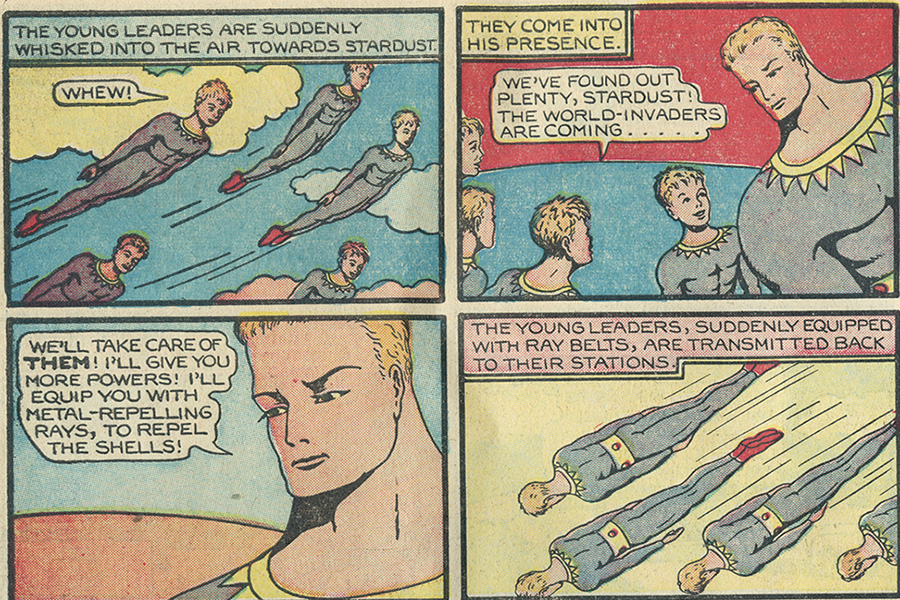 THE YOUNG LEADERS ARE SUDDENLY
WHISKED INTO THE AIR TOWARDS STARDUST.
WHEW!
THEY COME INTO
HIS PRESENCE.
WE'VE FOUND OUT
PLENTY, STARDUST!
THE WORLD-INVADERS
ARE COMING . . . . .
WE'LL TAKE CARE OF
THEM! I'LL GIVE YOU
MORE POWERS! I'LL
EQUIP YOU WITH
METAL-REPELLING
RAYS, TO REPEL
THE SHELLS!
THE YOUNG LEADERS, SUDDENLY EQUIPPED
WITH RAY BELTS, ARE TRANSMITTED BACK
TO THEIR STATIONS.